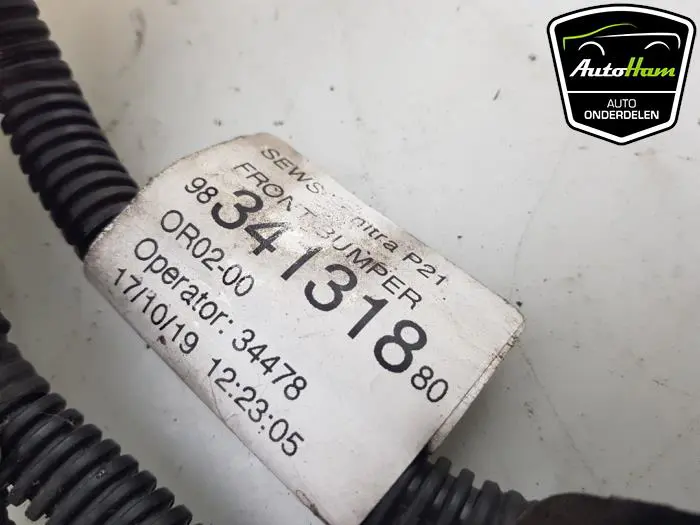 SEWS P21
FRONT BUMPER
98 341318 80
OR02-00
Operator: 34478
17/10/19 12:23:05
AutoHam
AUTO
ONDERDELEN